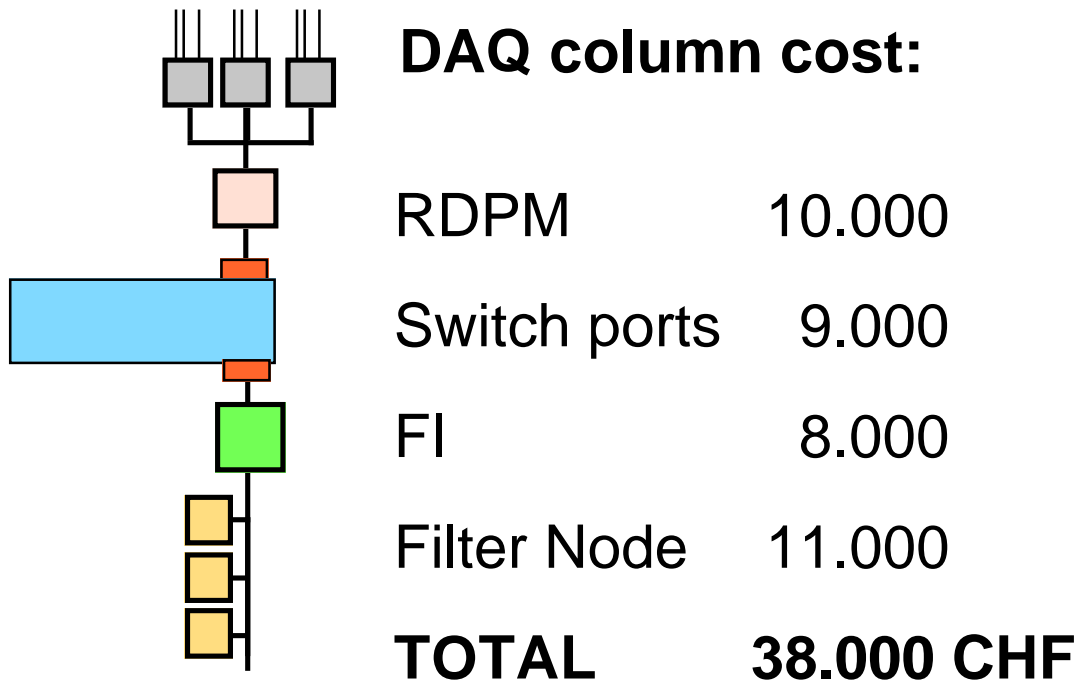 DAQ column cost:
RDPM 10.000
Switch ports 9.000
FI 8.000
Filter Node 11.000
TOTAL 38.000 CHF